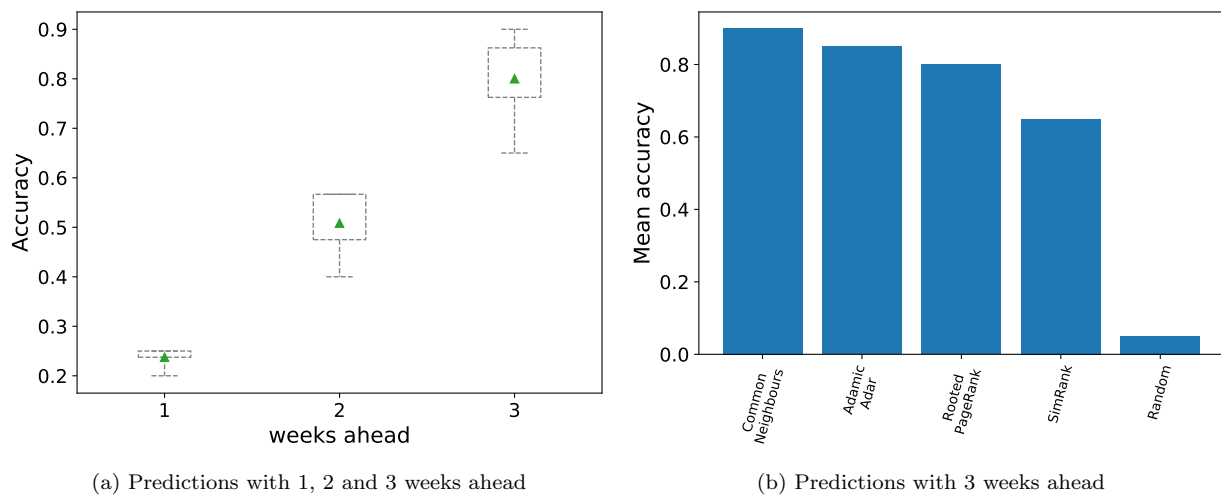 0.9
0.8
0.7
0.6
0.5
0.4
0.3
0.2
Accuracy
1 2 3
weeks ahead
(a) Predictions with 1, 2 and 3 weeks ahead
0.8
0.6
0.4
0.2
0.0
Mean accuracy
Common
Neighbours
Adamic
Adar
Rooted
PageRank
SimRank
Random
(b) Predictions with 3 weeks ahead